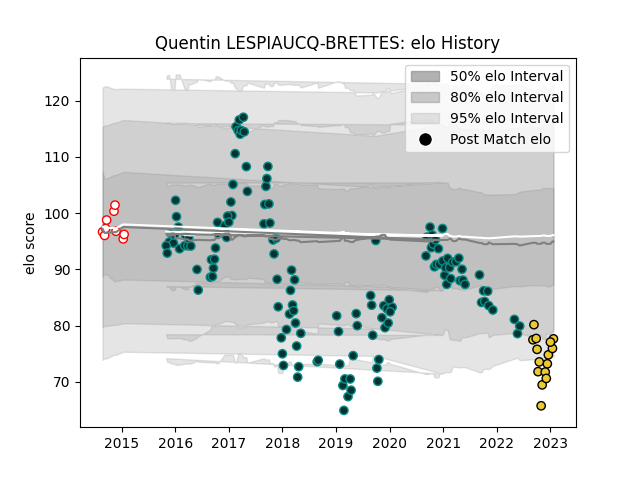 Quentin LESPIAUCQ-BRETTES: elo History
50% elo Interval
80% elo Interval
95% elo Interval
Post Match elo
elo score
120
110
100
90
80
70
2015 2016 2017 2018 2019 2020 2021 2022 2023